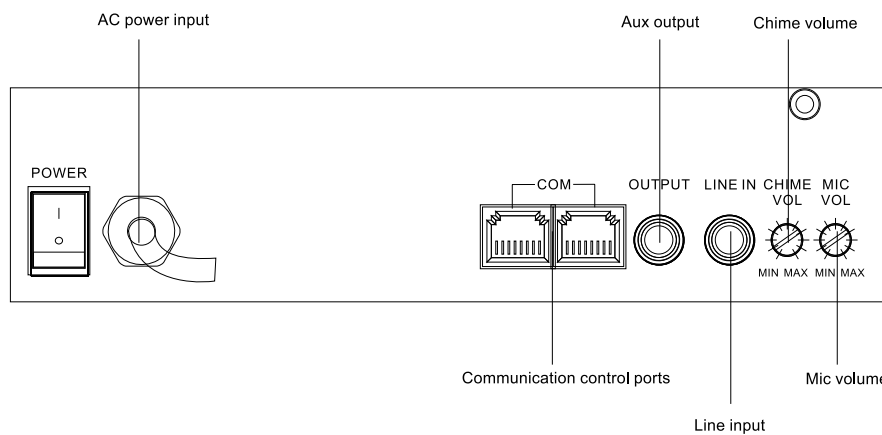 AC power input
Aux output
Chime volume
POWER
COM
OUTPUT
LINE IN
CHIME
VOL
MIC
VOL
MIN MAX
MIN MAX
Communication control ports
Mic volume
Line input